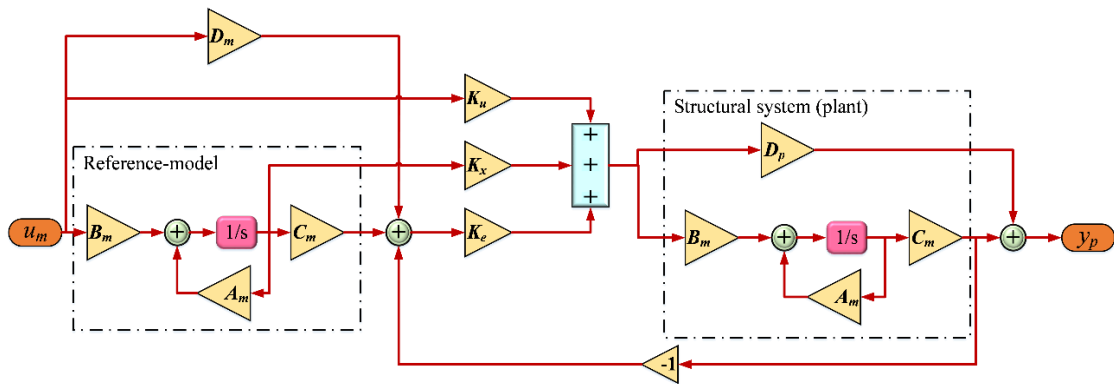 D_m
K_u
Structural system (plant)
+
+
+
D_p
Reference-model
K_x
u_m
B_m
+
1/s
C_m
+
K_e
B_m
+
1/s
C_m
+
y_p
A_m
A_m
-1